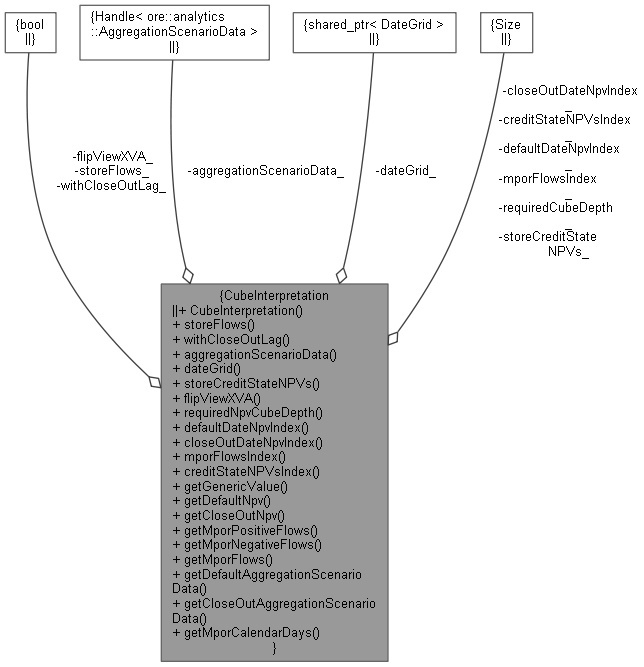 {bool
||}
{Handle< ore::analytics
::AggregationScenarioData >
||}
{shared_ptr< DateGrid >
||}
{Size
||}
-flipViewXVA_
-storeFlows_
-withCloseOutLag_
-aggregationScenarioData_
-dateGrid_
-closeOutDateNpvIndex
_
-creditStateNPVsIndex
_
-defaultDateNpvIndex
_
-mporFlowsIndex
_
-requiredCubeDepth
_
-storeCreditState
NPVs_
{CubeInterpretation
||+ CubeInterpretation()
+ storeFlows()
+ withCloseOutLag()
+ aggregationScenarioData()
+ dateGrid()
+ storeCreditStateNPVs()
+ flipViewXVA()
+ requiredNpvCubeDepth()
+ defaultDateNpvIndex()
+ closeOutDateNpvIndex()
+ mporFlowsIndex()
+ creditStateNPVsIndex()
+ getGenericValue()
+ getDefaultNpv()
+ getCloseOutNpv()
+ getMporPositiveFlows()
+ getMporNegativeFlows()
+ getMporFlows()
+ getDefaultAggregationScenario
Data()
+ getCloseOutAggregationScenario
Data()
+ getMporCalendarDays()
}